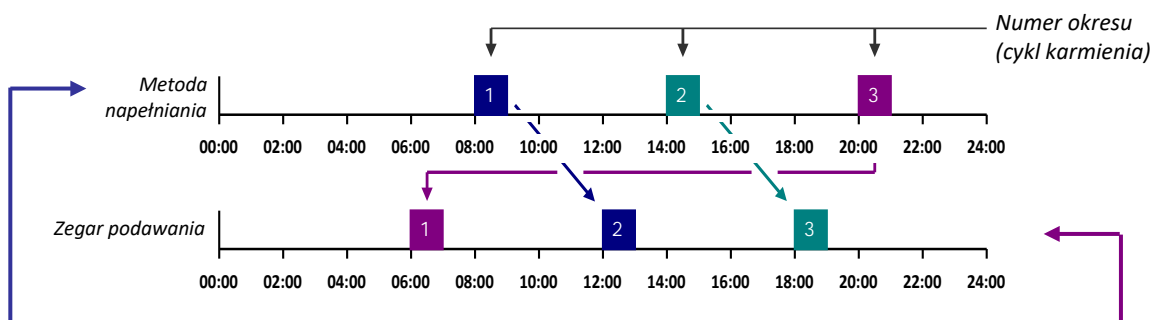 Numer okresu
(cykl karmienia)
Metoda
napełniania
1 2 3
00:00 02:00 04:00 06:00 08:00 10:00 12:00 14:00 16:00 18:00 20:00 22:00 24:00
Zegar podawania
1 2 3
00:00 02:00 04:00 06:00 08:00 10:00 12:00 14:00 16:00 18:00 20:00 22:00 24:00